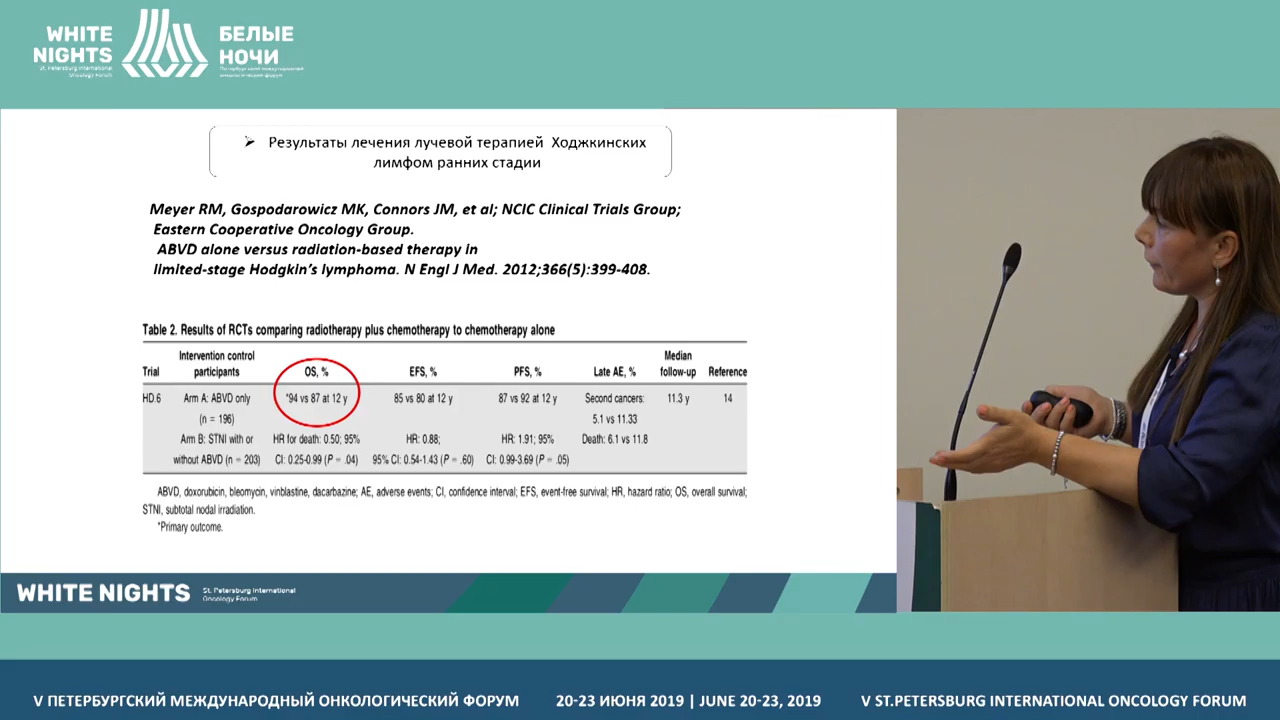 WHITE
NIGHTS
St. Petersburg International
Oncology Forum
БЕЛЫЕ
НОЧИ
Петербургский международный
онкологический форум
➢ Результаты лечения лучевой терапией Ходжкинских
лимфом ранних стадии
Meyer RM, Gospodarowicz MK, Connors JM, et al; NCIC Clinical Trials Group;
Eastern Cooperative Oncology Group.
ABVD alone versus radiation-based therapy in
limited-stage Hodgkin’s lymphoma. N Engl J Med. 2012;366(5):399-408.
Table 2. Results of RCTs comparing radiotherapy plus chemotherapy to chemotherapy alone
Intervention control Median
Trial participants OS, % EFS, % PFS, % Late AE, % follow-up Reference
HD.6 Arm A: ABVD only *94 vs 87 at 12 y 85 vs 80 at 12 y 87 vs 92 at 12 y Second cancers: 11.3 y 14
(n = 196) 5.1 vs 11.33
Arm B: STNI with or HR for death: 0.50; 95% HR: 0.88; HR: 1.91; 95% Death: 6.1 vs 11.8
without ABVD (n = 203) CI: 0.25-0.99 (P = .04) 95% CI: 0.54-1.43 (P = .60) CI: 0.99-3.69 (P = .05)
ABVD, doxorubicin, bleomycin, vinblastine, dacarbazine; AE, adverse events; CI, confidence interval; EFS, event-free survival; HR, hazard ratio; OS, overall survival;
STNI, subtotal nodal irradiation.
*Primary outcome.
WHITE NIGHTS
St. Petersburg International
Oncology Forum
V ПЕТЕРБУРГСКИЙ МЕЖДУНАРОДНЫЙ ОНКОЛОГИЧЕСКИЙ ФОРУМ 20-23 ИЮНЯ 2019 | JUNE 20-23, 2019 V ST.PETERSBURG INTERNATIONAL ONCOLOGY FORUM